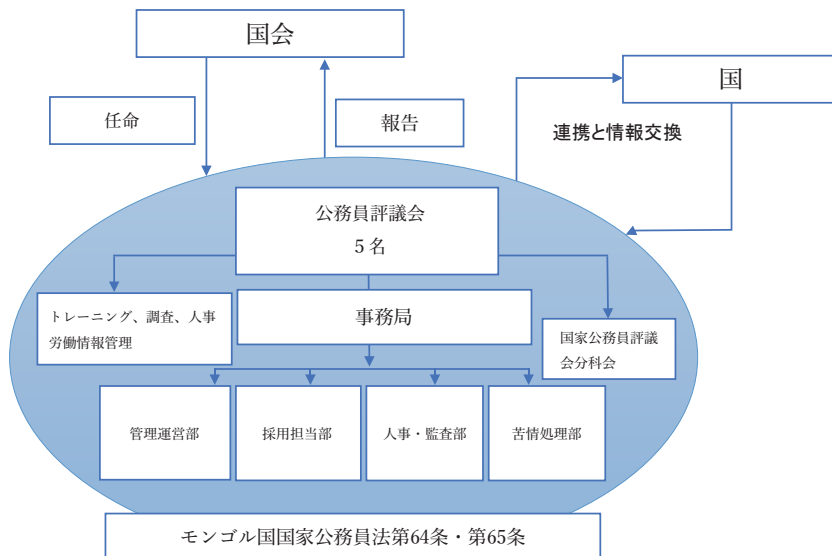 国会
国
任命
報告
連携と情報交換
公務員評議会
5名
トレーニング、調査、人事
労働情報管理
事務局
国家公務員評議
会分科会
管理運営部
採用担当部
人事・監査部
苦情処理部
モンゴル国国家公務員法第64条・第65条